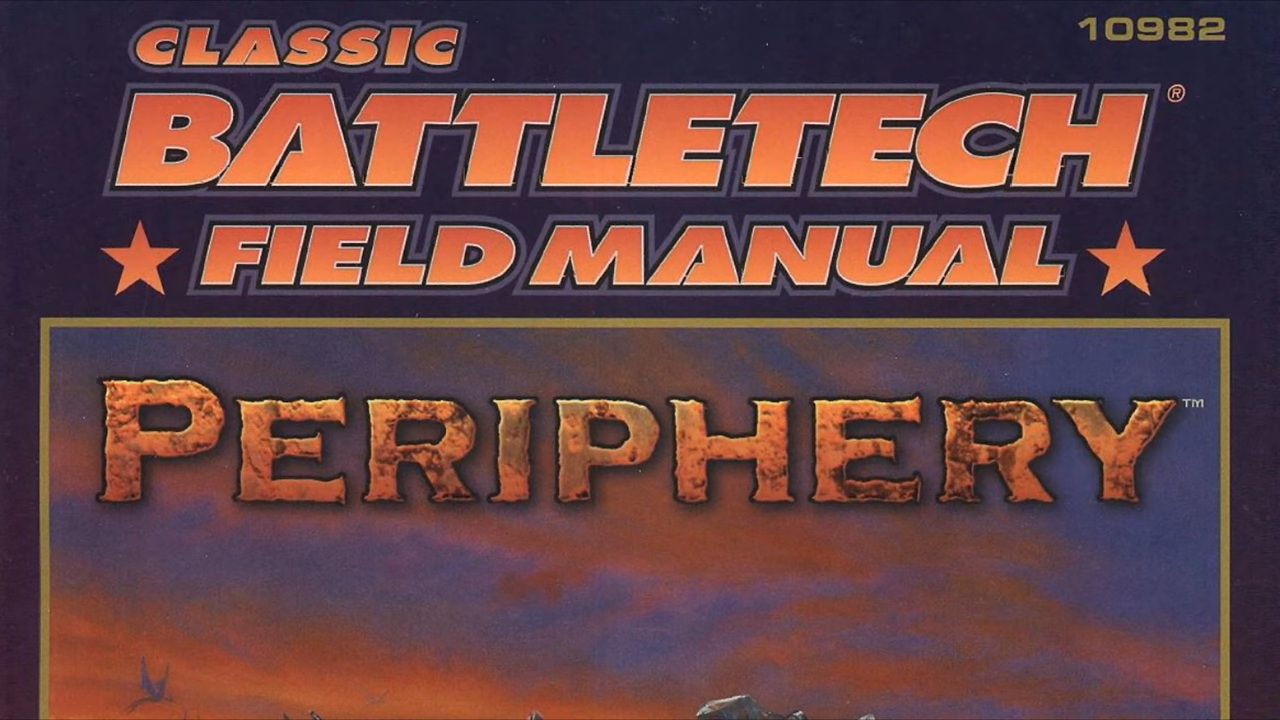 CLASSIC
10982
BATTLETECH®
FIELD MANUAL
PERIPHERY™